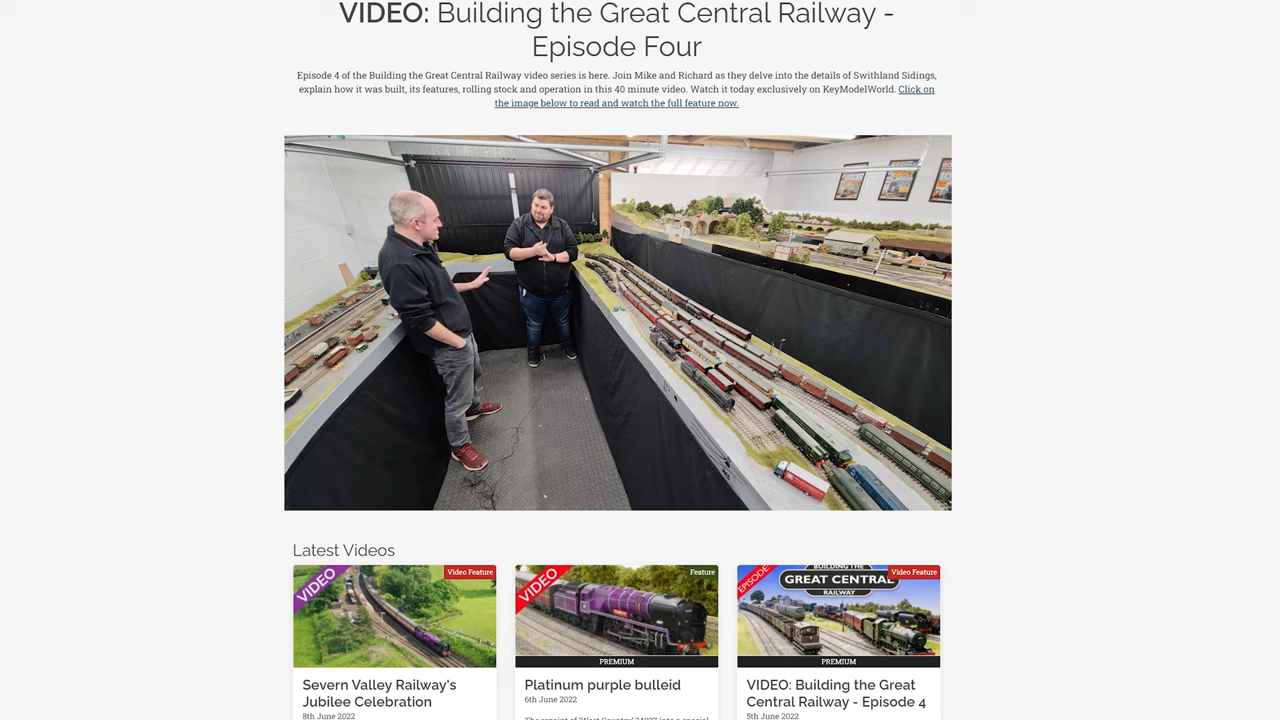 VIDEO: Building the Great Central Railway -
Episode Four
Episode 4 of the Building the Great Central Railway video series is here. Join Mike and Richard as they delve into the details of Swithland Sidings,
explain how it was built, its features, rolling stock and operation in this 40 minute video. Watch it today exclusively on KeyModelWorld. Click on
the image below to read and watch the full feature now.
Latest Videos
VIDEO
Video Feature
VIDEO
Feature
PREMIUM
EPISODE
BUILDING THE
GREAT CENTRAL
RAILWAY
Video Feature
PREMIUM
Severn Valley Railway's
Jubilee Celebration
8th June 2022
Platinum purple bulleid
6th June 2022
VIDEO: Building the Great
Central Railway - Episode 4
5th June 2022